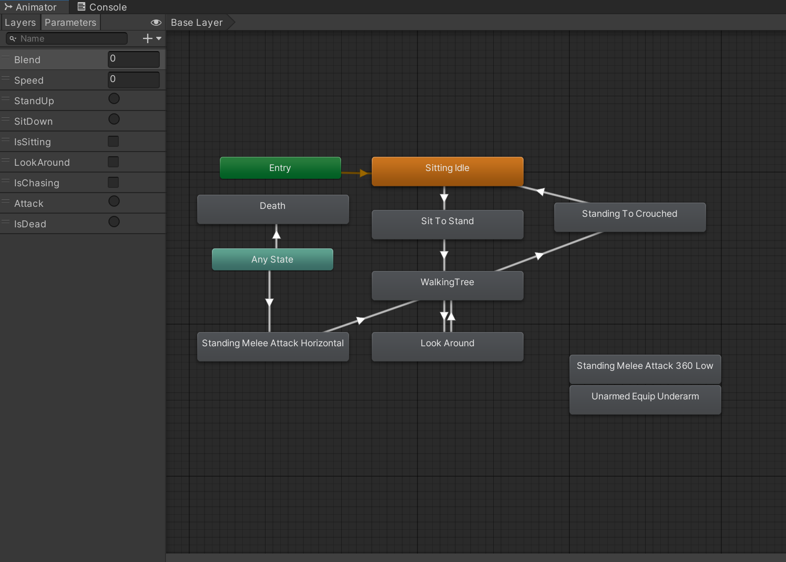 Animator Console
Layers Parameters Base Layer
Name
Blend 0
Speed 0
StandUp
SitDown
IsSitting
LookAround
IsChasing
Attack
IsDead
Entry
Sitting Idle
Death
Sit To Stand
Standing To Crouched
Any State
WalkingTree
Standing Melee Attack Horizontal
Look Around
Standing Melee Attack 360 Low
Unarmed Equip Underarm